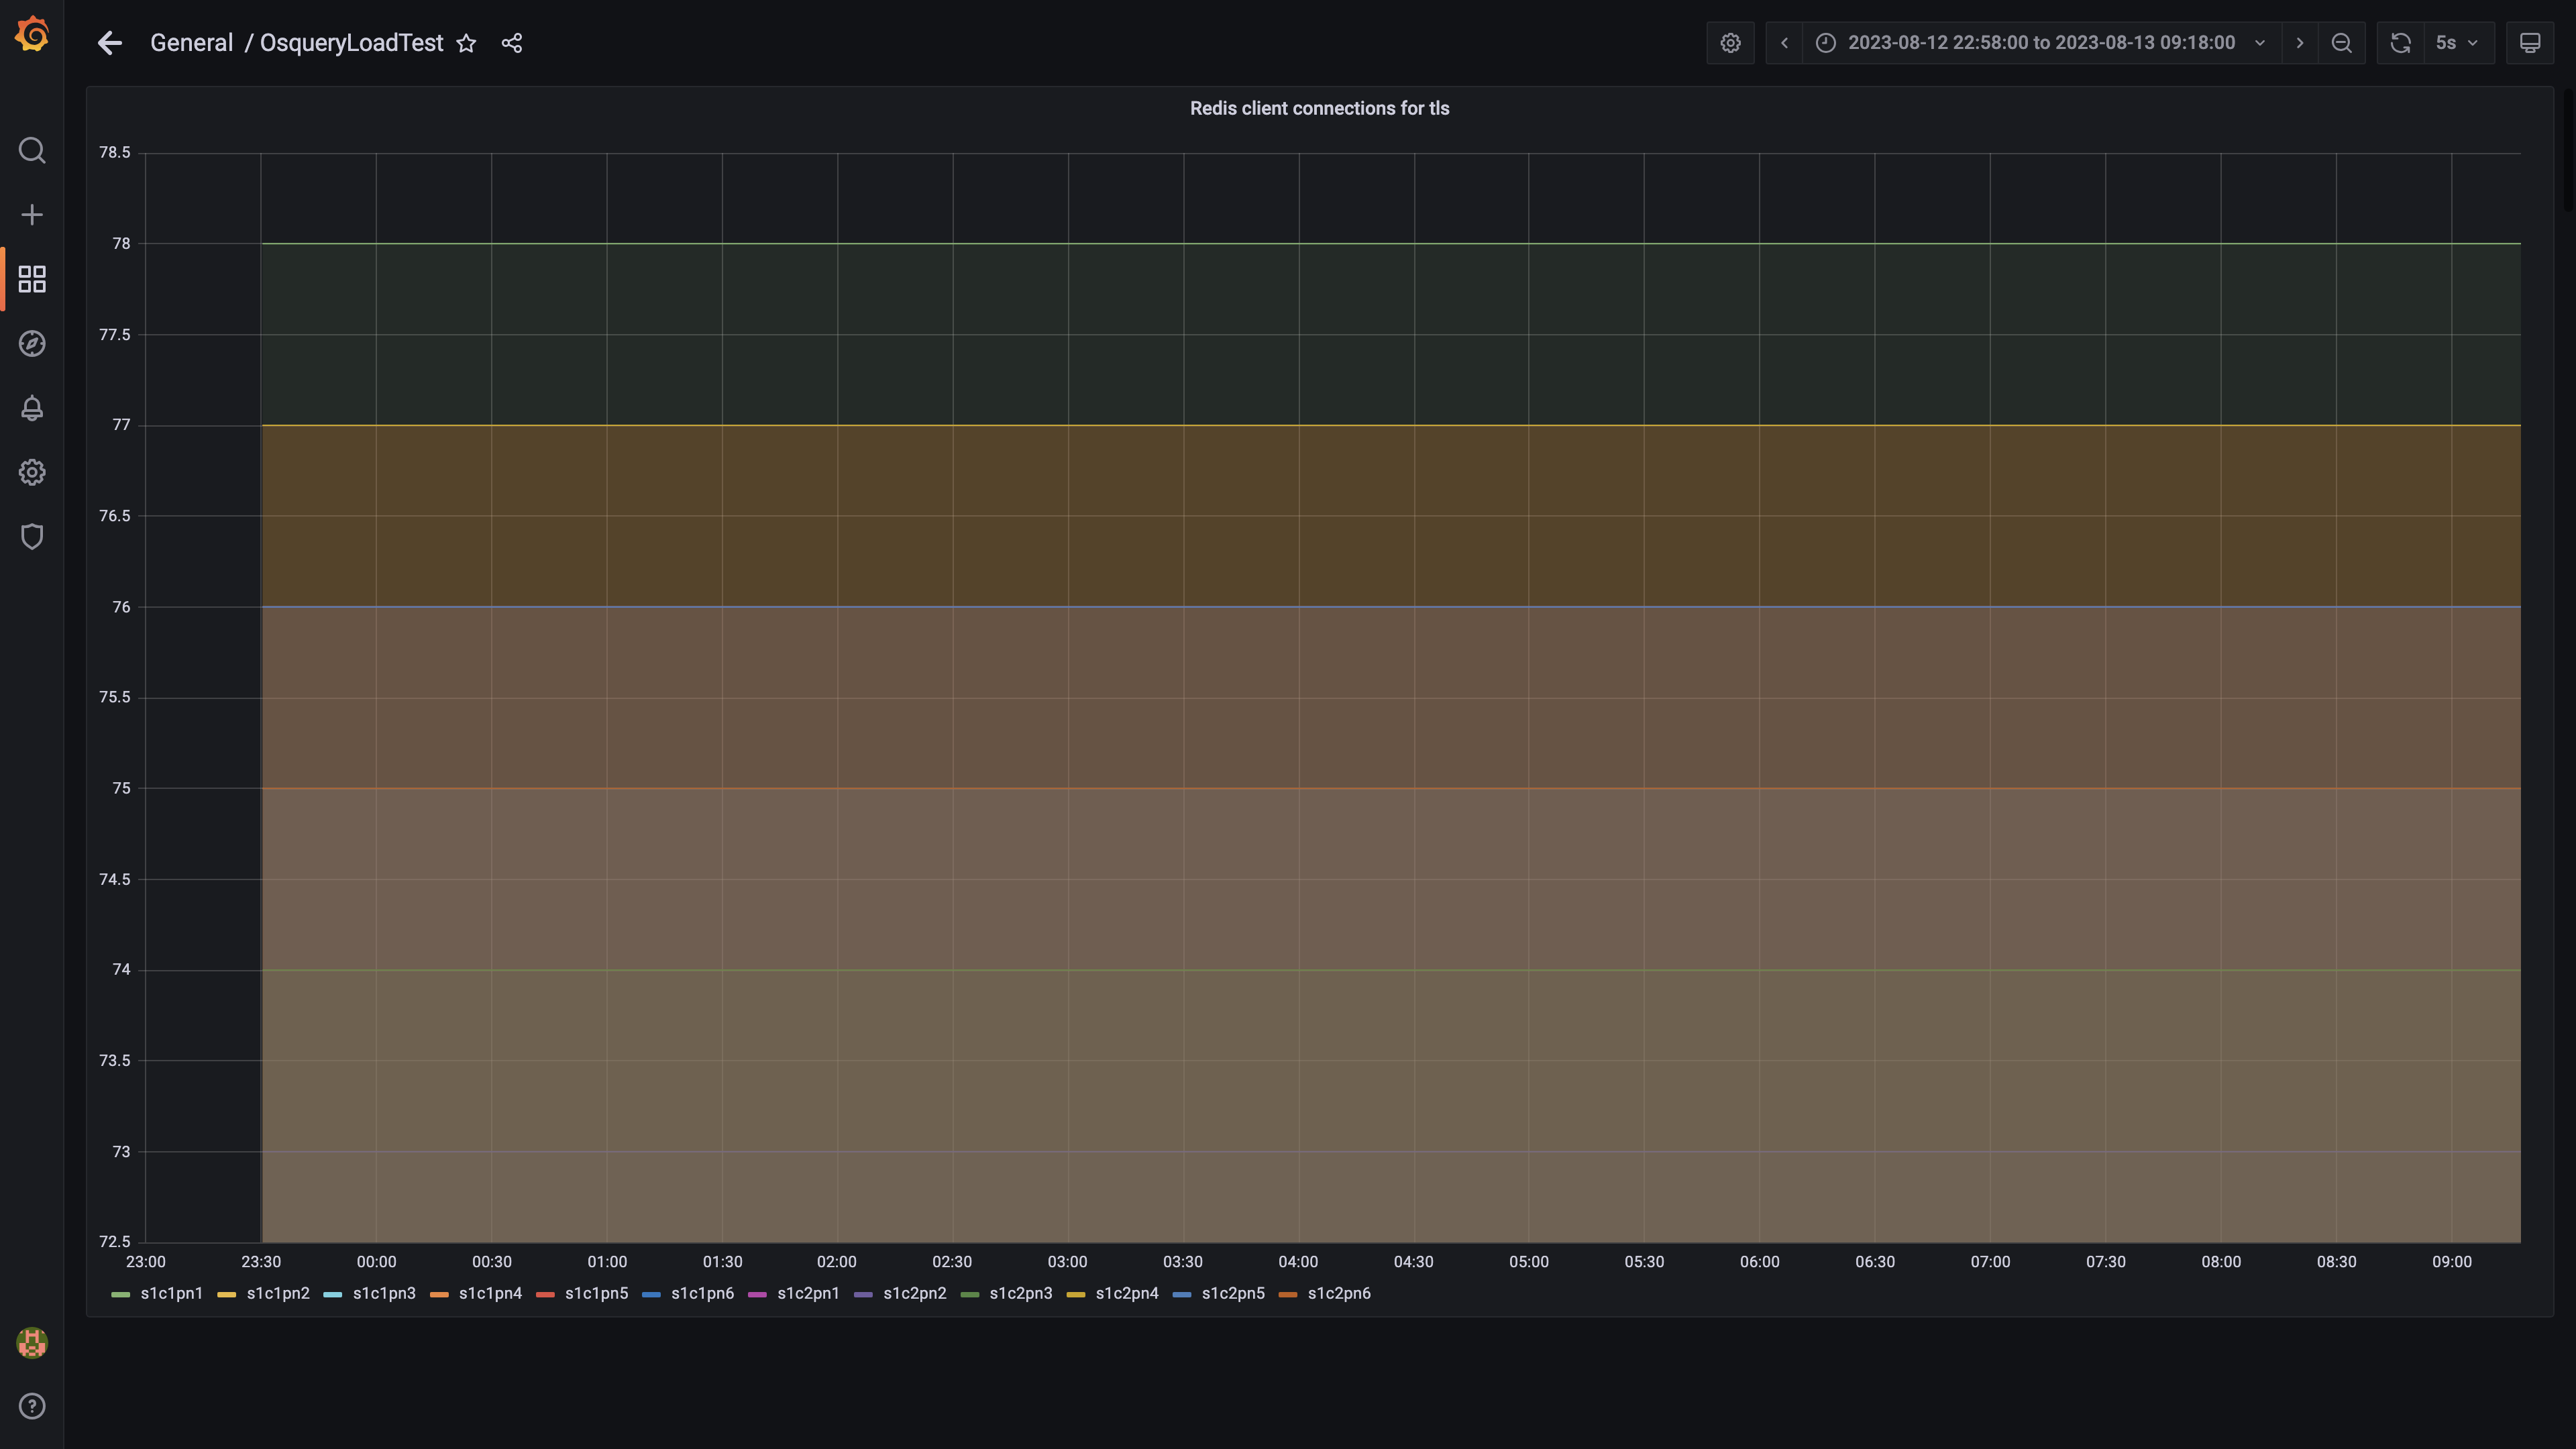 General / OsqueryLoadTest
2023-08-12 22:58:00 to 2023-08-13 09:18:00
5s
Redis client connections for tls
78.5
78
77.5
77
76.5
76
75.5
75
74.5
74
73.5
73
72.5
23:00 23:30 00:00 00:30 01:00 01:30 02:00 02:30 03:00 03:30 04:00 04:30 05:00 05:30 06:00 06:30 07:00 07:30 08:00 08:30 09:00
s1c1pn1 s1c1pn2 s1c1pn3 s1c1pn4 s1c1pn5 s1c1pn6 s1c2pn1 s1c2pn2 s1c2pn3 s1c2pn4 s1c2pn5 s1c2pn6